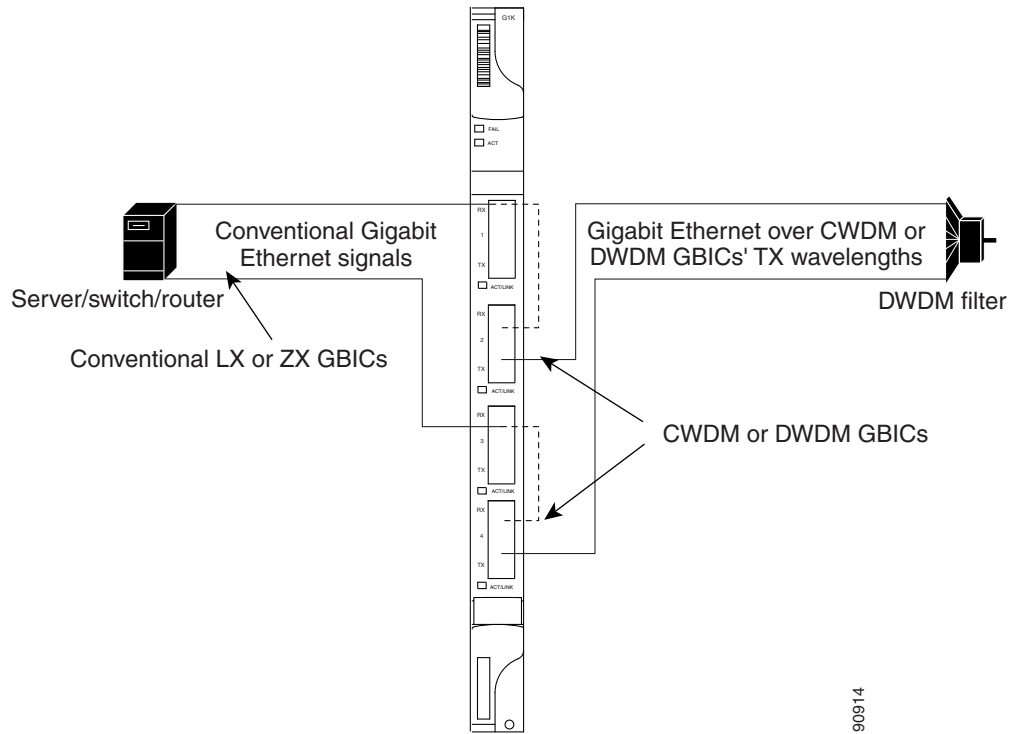 G1K
FAIL
ACT
RX
1
TX
ACT/LINK
RX
2
TX
ACT/LINK
RX
3
TX
ACT/LINK
RX
4
TX
ACT/LINK
Conventional Gigabit
Ethernet signals
Server/switch/router
Conventional LX or ZX GBICs
Gigabit Ethernet over CWDM or
DWDM GBICs' TX wavelengths
DWDM filter
CWDM or DWDM GBICs
90914